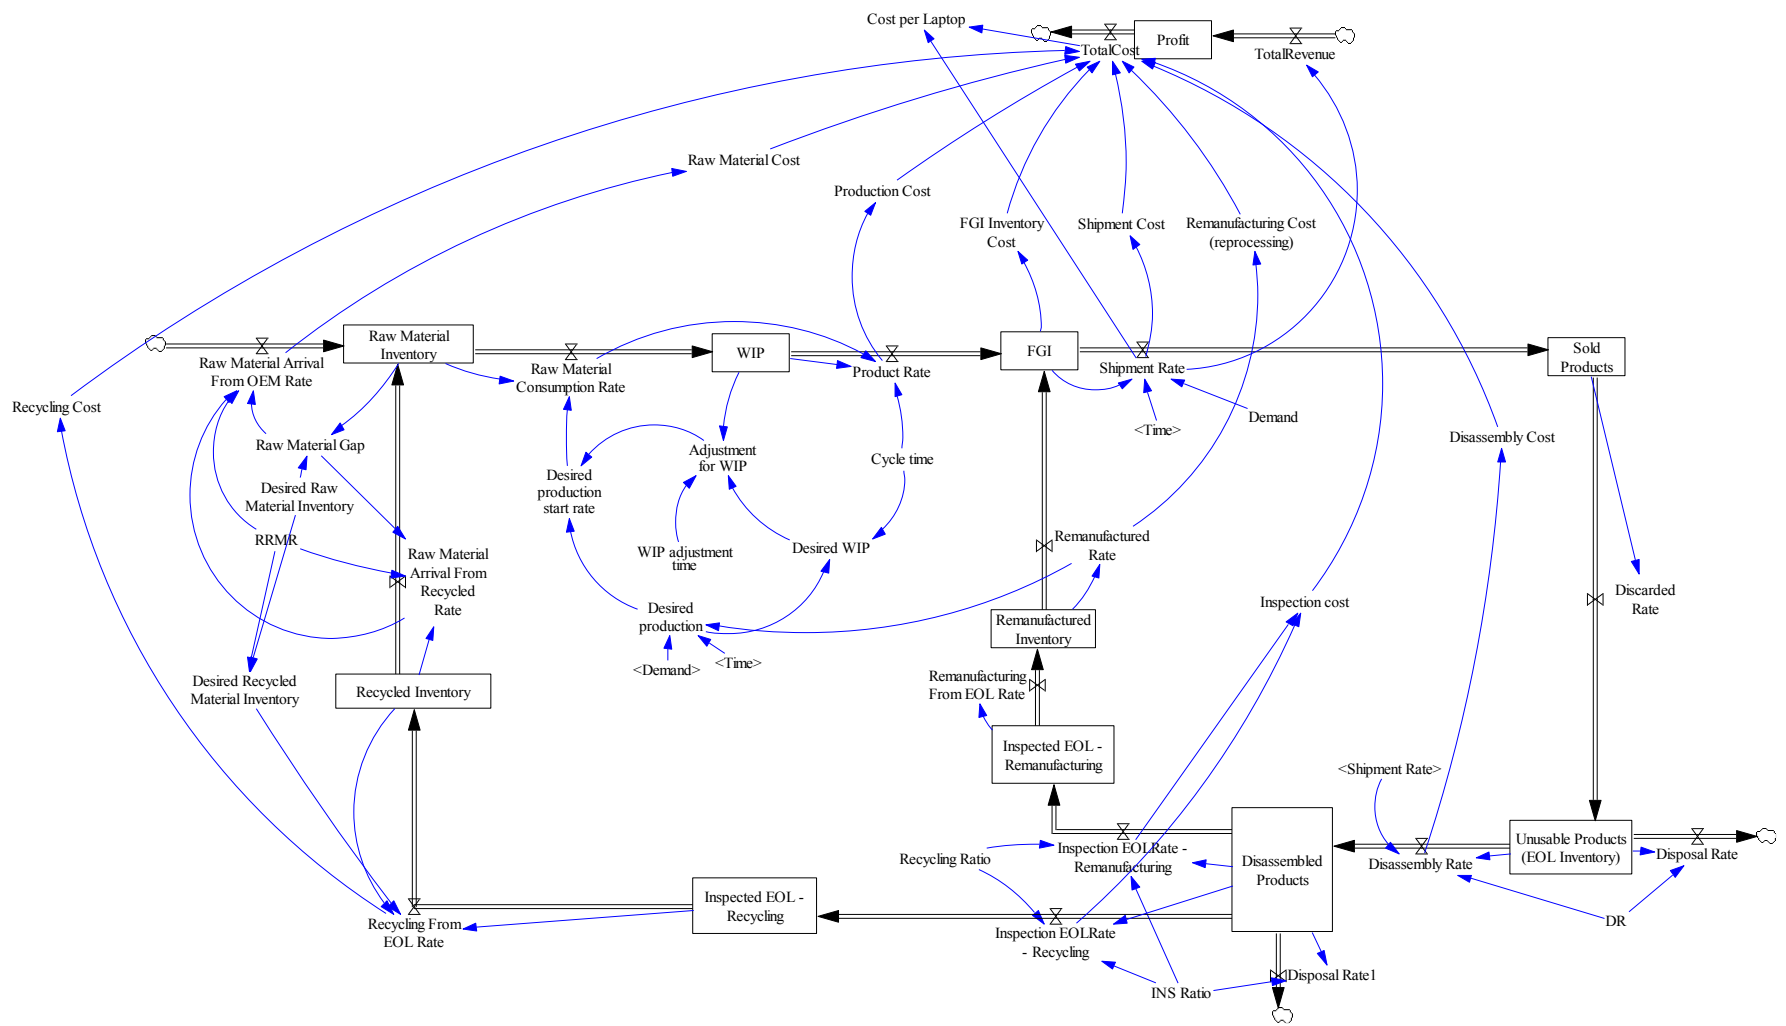 Cost per Laptop
Profit
TotalCost
TotalRevenue
Raw Material Cost
Production Cost
FGI Inventory
Cost
Shipment Cost
Remanufacturing Cost
(reprocessing)
Raw Material
Inventory
WIP
FGI
Sold
Products
Raw Material Arrival
From OEM Rate
Raw Material
Consumption Rate
Product Rate
Shipment Rate
Recycling Cost
<Time>
Demand
Disassembly Cost
Raw Material Gap
Adjustment
for WIP
Cycle time
Desired
production
start rate
Desired Raw
Material Inventory
RRMR
Raw Material
Arrival From
Recycled
Rate
WIP adjustment
time
Desired WIP
Remanufactured
Rate
Discarded
Rate
Inspection cost
Desired
production
Remanufactured
Inventory
<Demand>
<Time>
Desired Recycled
Material Inventory
Recycled Inventory
Remanufacturing
From EOL Rate
Inspected EOL -
Remanufacturing
<Shipment Rate>
Recycling Ratio
Inspection EOLRate -
Remanufacturing
Disassembled
Products
Disassembly Rate
Unusable Products
(EOL Inventory)
Disposal Rate
Inspected EOL -
Recycling
Recycling From
EOL Rate
Inspection EOLRate
- Recycling
DR
INS Ratio
Disposal Rate1